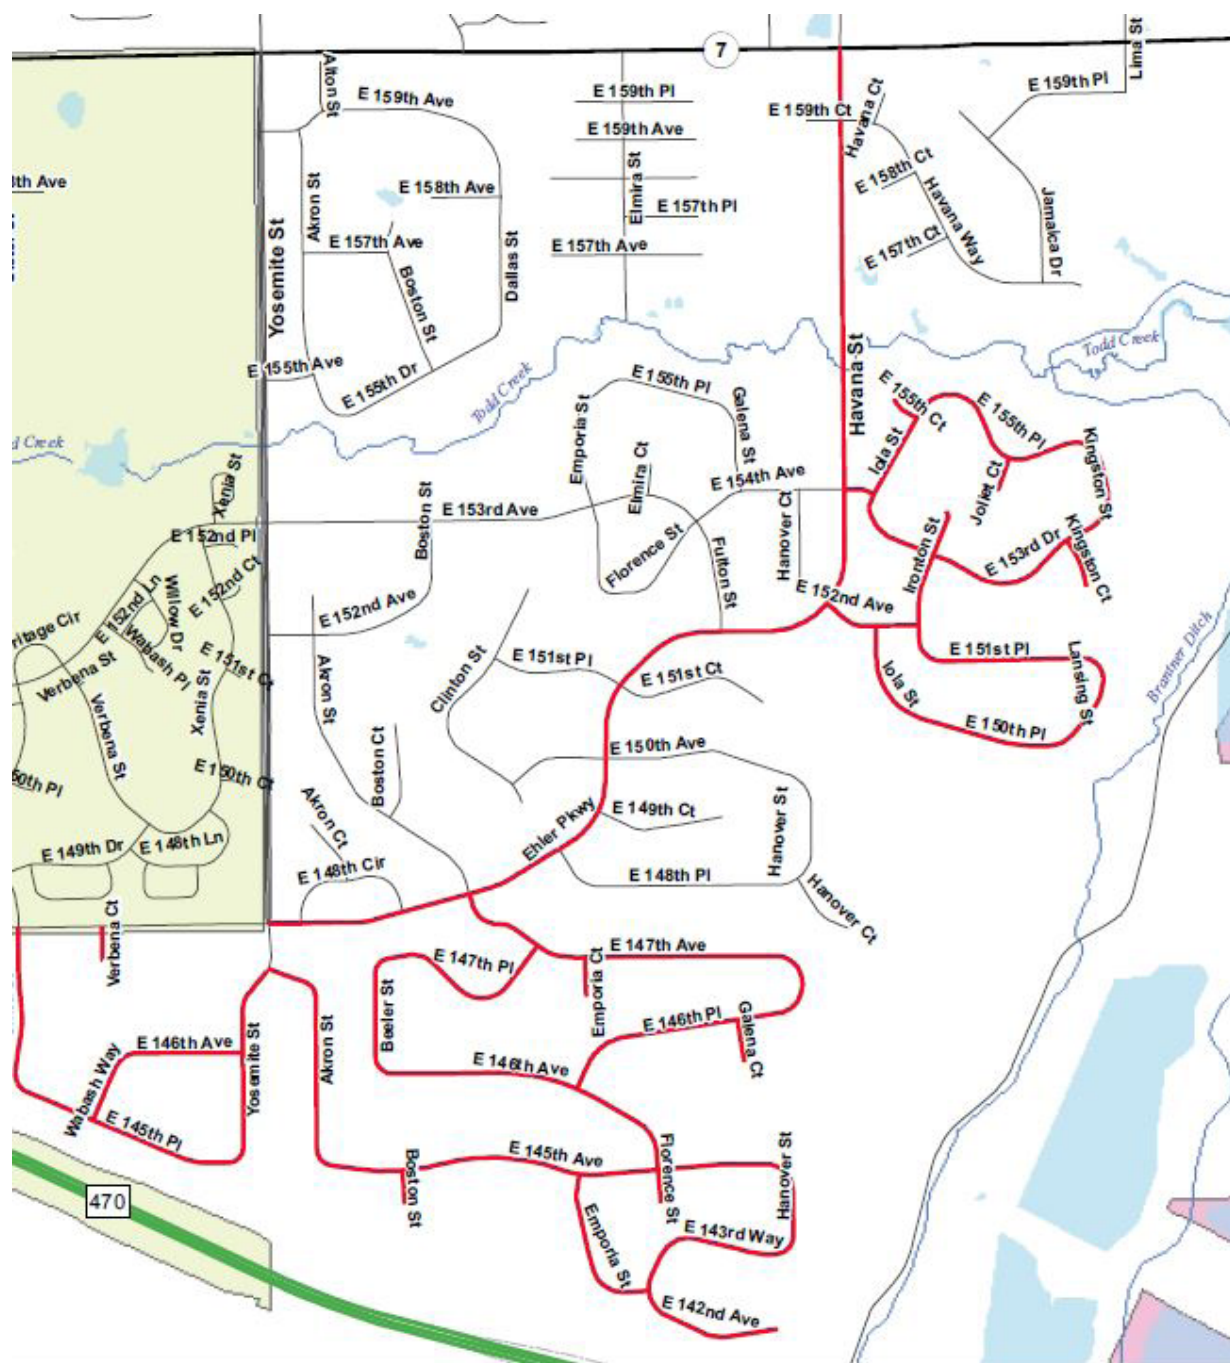 7
Lima St
Alton St
E 159th Ave
E 159th Pl
E 159th Pl
E 159th Ct
Havana Ct
E 159th Ave
E 158th Ct
Akron St
E 158th Ave
Elmira St
E 157th Pl
Havana Way
Jamaica Dr
E 157th Ave
E 157th Ave
E 157th Ct
Yosemite St
Boston St
Dallas St
Todd Creek
E 155th Ave
E 155th Dr
Todd Creek
E 155th Pl
Havana St
E 155th Ct
E 155th Pl
Galena St
Emporia St
Iola St
Kingston St
Xenia St
Elmira Ct
E 154th Ave
Joliet Ct
Boston St
E 153rd Ave
Hanover Ct
Ironton St
E 152nd Pl
Florence St
Fulton St
E 153rd Dr
Kingston Ct
E 152nd Ct
E 152nd Ln
Willow Dr
E 152nd Ave
E 152nd Ave
Wabash Pl
E 151st Ct
Verbena St
Xenia St
Verbena St
Akron St
Clinton St
E 151st Pl
E 151st Ct
E 151st Pl
Lansing St
Iola St
E 150th Pl
Brantner Ditch
E 150th Ct
Boston Ct
E 150th Ave
Akron Ct
Ehler Pkwy
E 149th Ct
Hanover St
E 149th Dr
E 148th Ln
E 148th Cir
E 148th Pl
Hanover Ct
Verbena Ct
E 147th Pl
E 147th Ave
Emporia Ct
Beeler St
E 146th Pl
Galena Ct
E 146th Ave
Yosemite St
Akron St
E 146th Ave
Wabash Way
E 145th Pl
E 145th Ave
Boston St
Florence St
Hanover St
470
E 143rd Way
Emporia St
E 142nd Ave